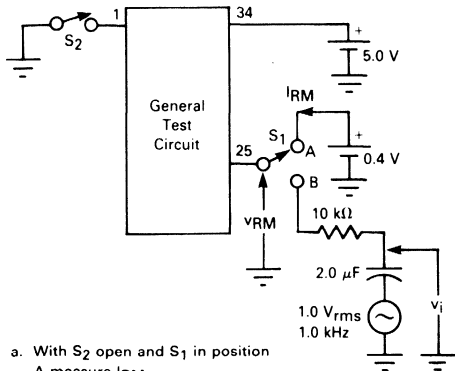 1
34
S2
+
5.0 V
General
Test
Circuit
IRM
S1
25
A
+
0.4 V
B
VRM
10 kΩ
2.0 μF
vi
1.0 Vrms
1.0 kHz
a. With S2 open and S1 in position
A measure